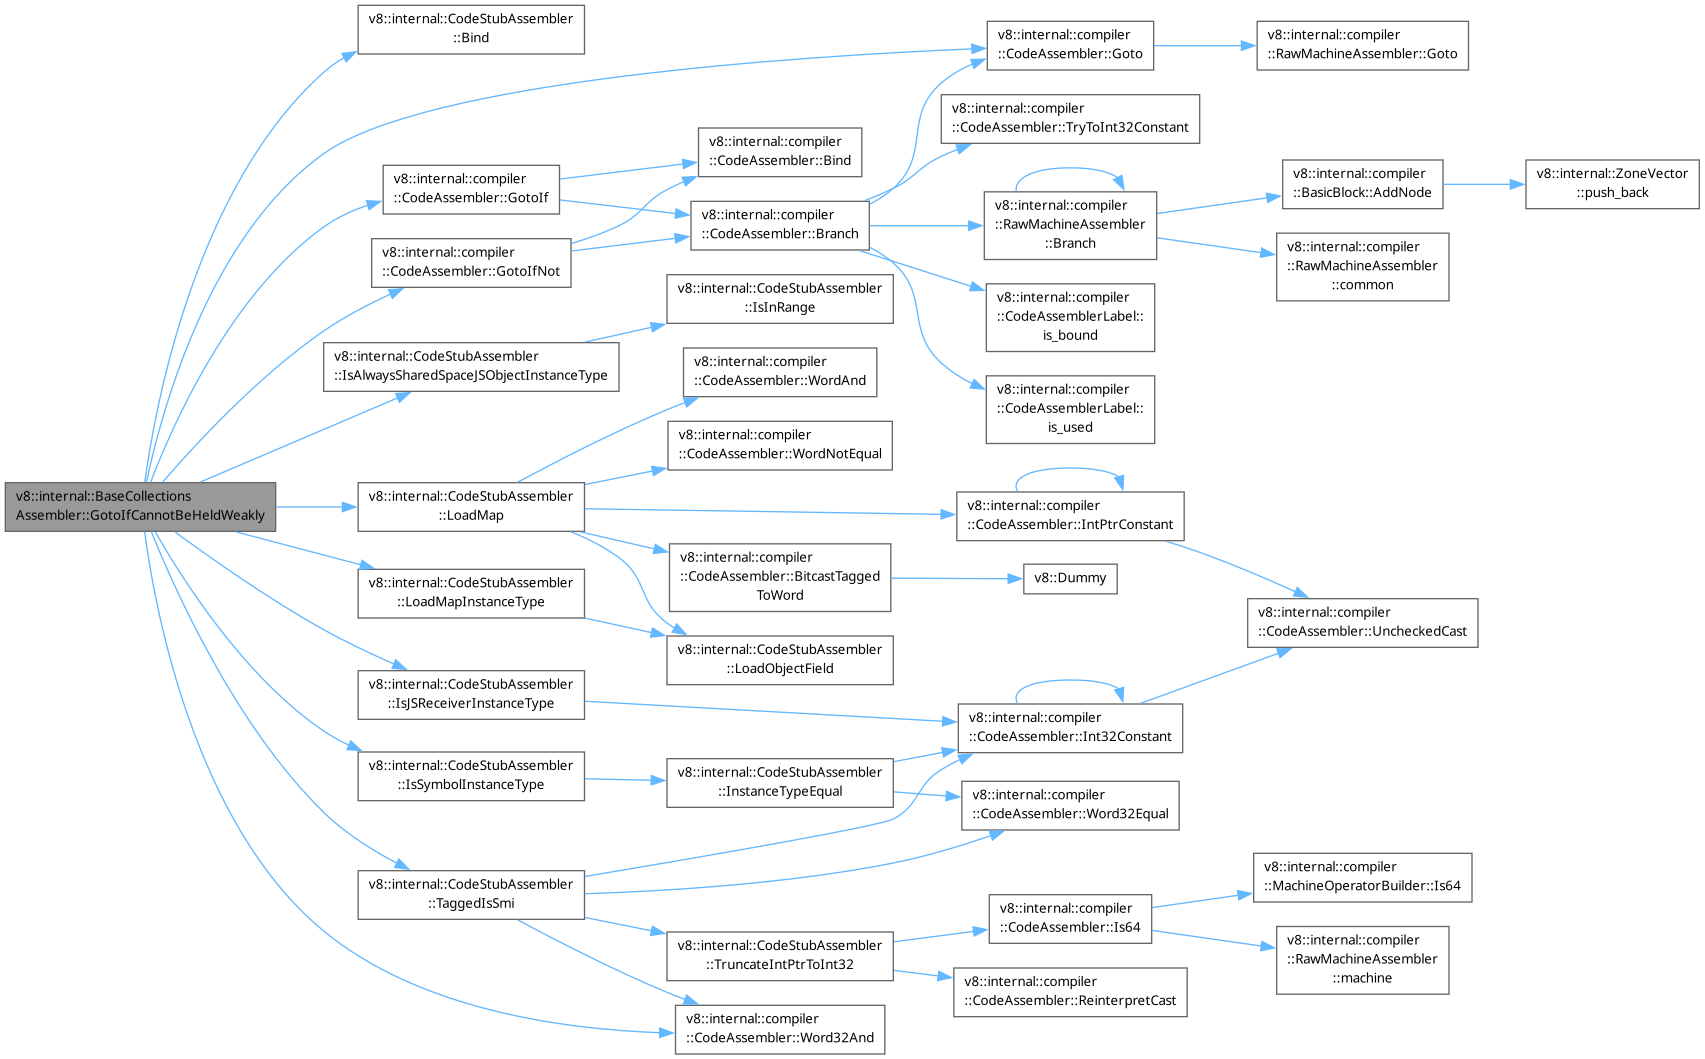 v8::internal::BaseCollections
Assembler::GotoIfCannotBeHeldWeakly
v8::internal::CodeStubAssembler
::Bind
v8::internal::compiler
::CodeAssembler::GotoIf
v8::internal::compiler
::CodeAssembler::GotoIfNot
v8::internal::CodeStubAssembler
::IsAlwaysSharedSpaceJSObjectInstanceType
v8::internal::CodeStubAssembler
::LoadMap
v8::internal::CodeStubAssembler
::LoadMapInstanceType
v8::internal::CodeStubAssembler
::IsJSReceiverInstanceType
v8::internal::CodeStubAssembler
::IsSymbolInstanceType
v8::internal::CodeStubAssembler
::TaggedIsSmi
v8::internal::compiler
::CodeAssembler::Bind
v8::internal::compiler
::CodeAssembler::Branch
v8::internal::CodeStubAssembler
::IsInRange
v8::internal::compiler
::CodeAssembler::WordAnd
v8::internal::compiler
::CodeAssembler::WordNotEqual
v8::internal::compiler
::CodeAssembler::BitcastTagged
ToWord
v8::internal::CodeStubAssembler
::LoadObjectField
v8::internal::CodeStubAssembler
::InstanceTypeEqual
v8::internal::CodeStubAssembler
::TruncateIntPtrToInt32
v8::internal::compiler
::CodeAssembler::Word32And
v8::internal::compiler
::CodeAssembler::Goto
v8::internal::compiler
::CodeAssembler::TryToInt32Constant
v8::internal::compiler
::RawMachineAssembler
::Branch
v8::internal::compiler
::CodeAssemblerLabel::
is_bound
v8::internal::compiler
::CodeAssemblerLabel::
is_used
v8::internal::compiler
::CodeAssembler::IntPtrConstant
v8::Dummy
v8::internal::compiler
::CodeAssembler::Int32Constant
v8::internal::compiler
::CodeAssembler::Word32Equal
v8::internal::compiler
::CodeAssembler::Is64
v8::internal::compiler
::CodeAssembler::ReinterpretCast
v8::internal::compiler
::RawMachineAssembler::Goto
v8::internal::compiler
::BasicBlock::AddNode
v8::internal::compiler
::RawMachineAssembler
::common
v8::internal::compiler
::CodeAssembler::UncheckedCast
v8::internal::compiler
::MachineOperatorBuilder::Is64
v8::internal::compiler
::RawMachineAssembler
::machine
v8::internal::ZoneVector
::push_back